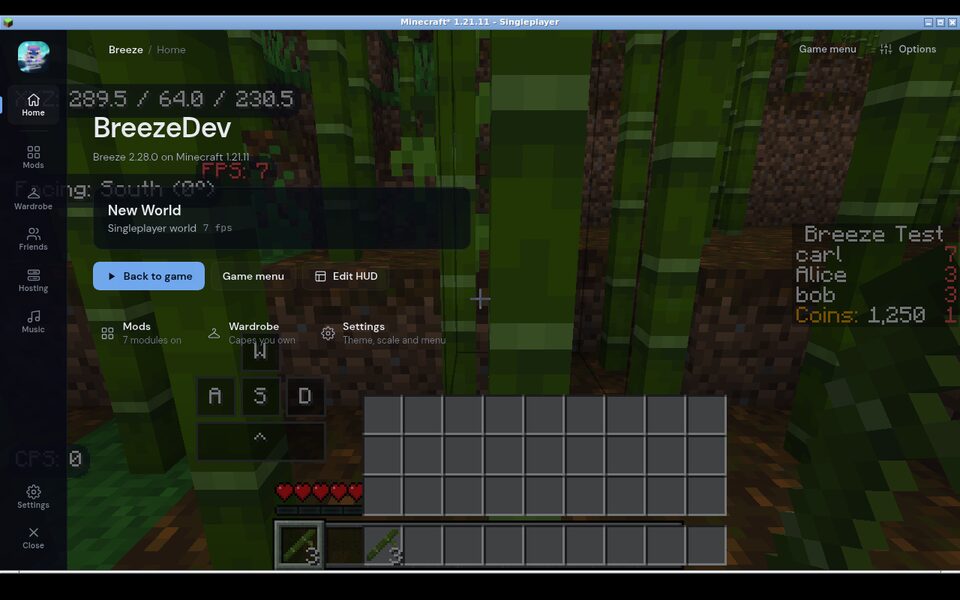 Minecraft* 1.21.11 - Singleplayer
Breeze / Home
Game menu
Options
289.5 / 64.0 / 230.5
Home
BreezeDev
Breeze 2.28.0 on Minecraft 1.21.11
FPS: 7
Mods
Facing: South (0°)
Wardrobe
New World
Singleplayer world 7 fps
Friends
Breeze Test
carl 7
Alice 3
bob 3
Coins: 1,250 1
Hosting
Back to game
Game menu
Edit HUD
Music
Mods
7 modules on
Wardrobe
Capes you own
Settings
Theme, scale and menu
W
A S D
^
CPS: 0
Settings
Close
3
3